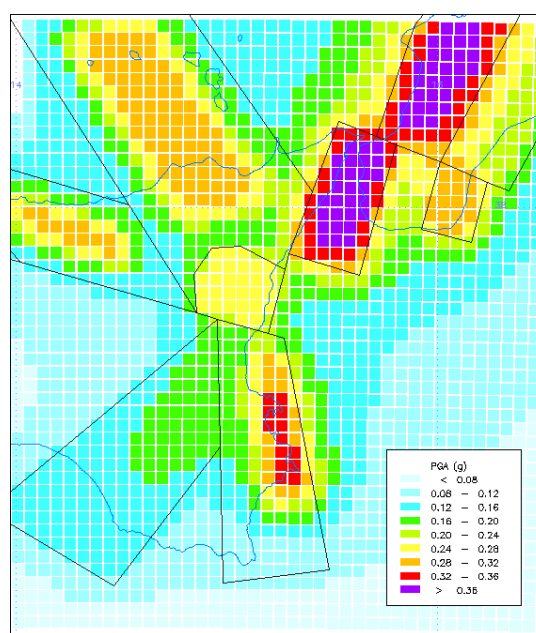 14
PGA (g)
< 0.08
0.08 – 0.12
0.12 – 0.16
0.16 – 0.20
0.20 – 0.24
0.24 – 0.28
0.28 – 0.32
0.32 – 0.36
> 0.36